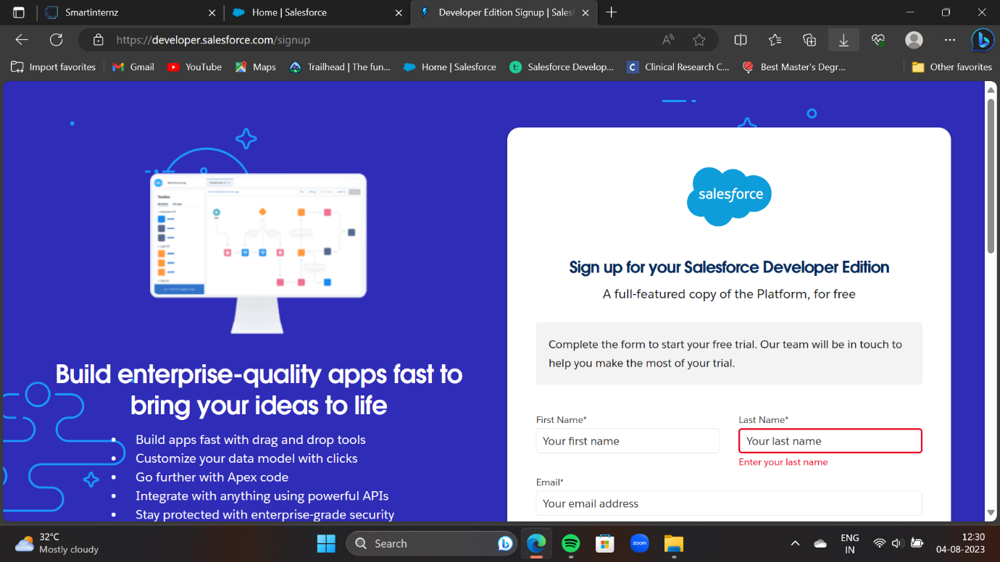 Smartinternz
Home | Salesforce
Developer Edition Signup | Sales
https://developer.salesforce.com/signup
Import favorites
Gmail
YouTube
Maps
Trailhead | The fun...
Home | Salesforce
Salesforce Develop...
Clinical Research C...
Best Master's Degr...
Other favorites
salesforce
Sign up for your Salesforce Developer Edition
A full-featured copy of the Platform, for free
Complete the form to start your free trial. Our team will be in touch to
help you make the most of your trial.
Build enterprise-quality apps fast to
bring your ideas to life
• Build apps fast with drag and drop tools
• Customize your data model with clicks
• Go further with Apex code
• Integrate with anything using powerful APIs
• Stay protected with enterprise-grade security
First Name*
Your first name
Last Name*
Your last name
Enter your last name
Email*
Your email address
32°C
Mostly cloudy
Search
zoom
ENG
IN
12:30
04-08-2023